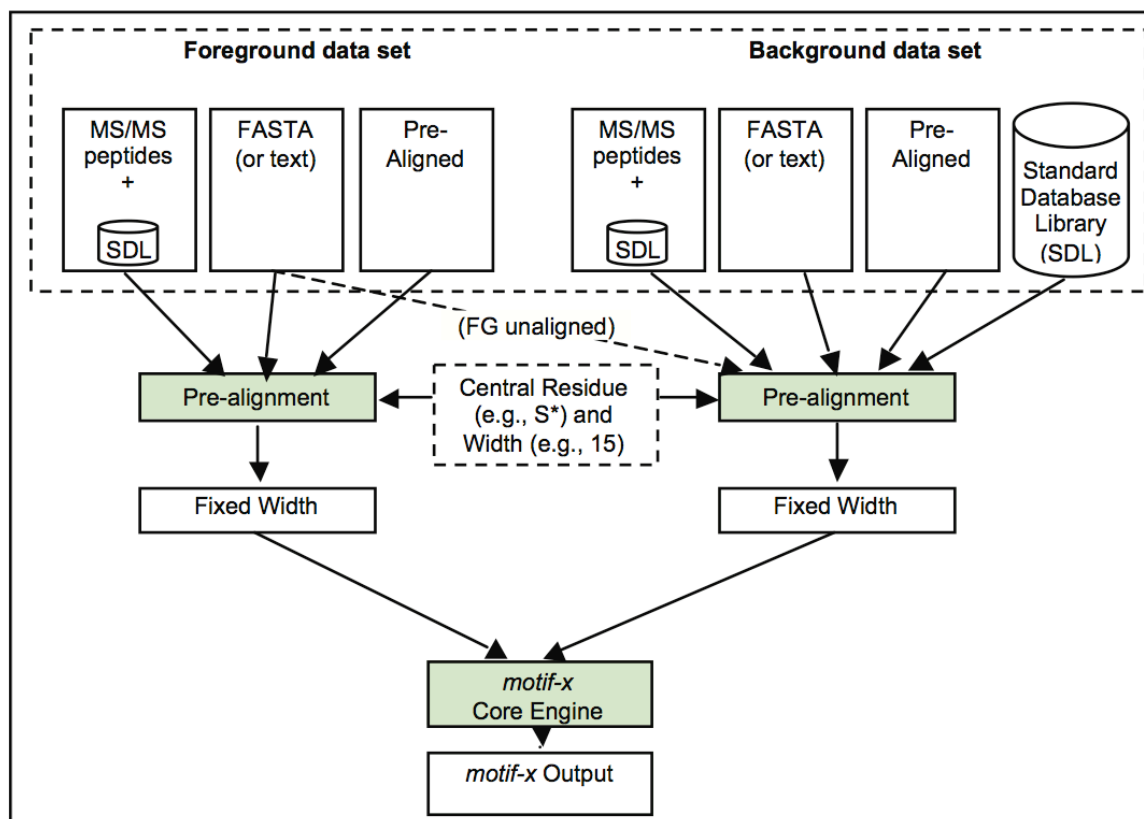 Foreground data set
Background data set
MS/MS
peptides
+
SDL
FASTA
(or text)
Pre-
Aligned
MS/MS
peptides
+
SDL
FASTA
(or text)
Pre-
Aligned
Standard
Database
Library
(SDL)
(FG unaligned)
Pre-alignment
Central Residue
(e.g., S*) and
Width (e.g., 15)
Pre-alignment
Fixed Width
Fixed Width
motif-x
Core Engine
motif-x Output